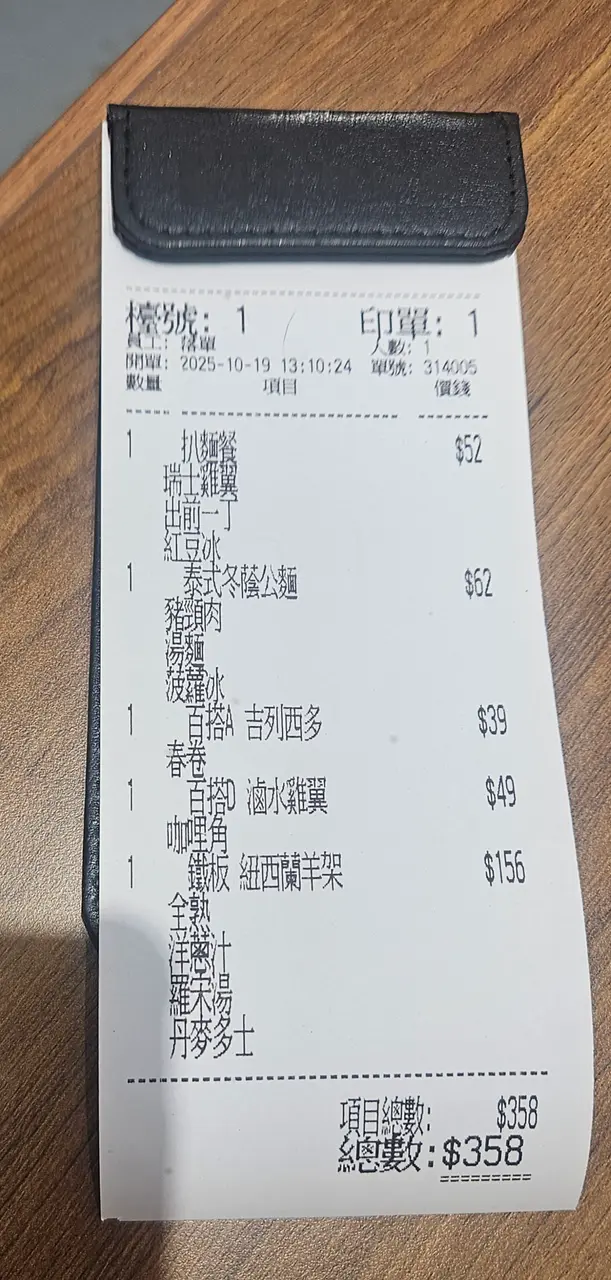 檯號: 1 印單: 1
員工: 落單 人數: 1
開單: 2025-10-19 13:10:24 單號: 314005
數量 項目 價錢
1 扒麵餐 $52
瑞士雞翼
出前一丁
紅豆冰
1 泰式冬蔭公麵 $62
豬頸肉
湯麵
菠蘿冰
1 百搭A 吉列西多 $39
春卷
1 百搭D 滷水雞翼 $49
咖哩角
1 鐵板 紐西蘭羊架 $156
全熟
洋蔥汁
羅宋湯
丹麥多士
項目總數: $358
總數:$358